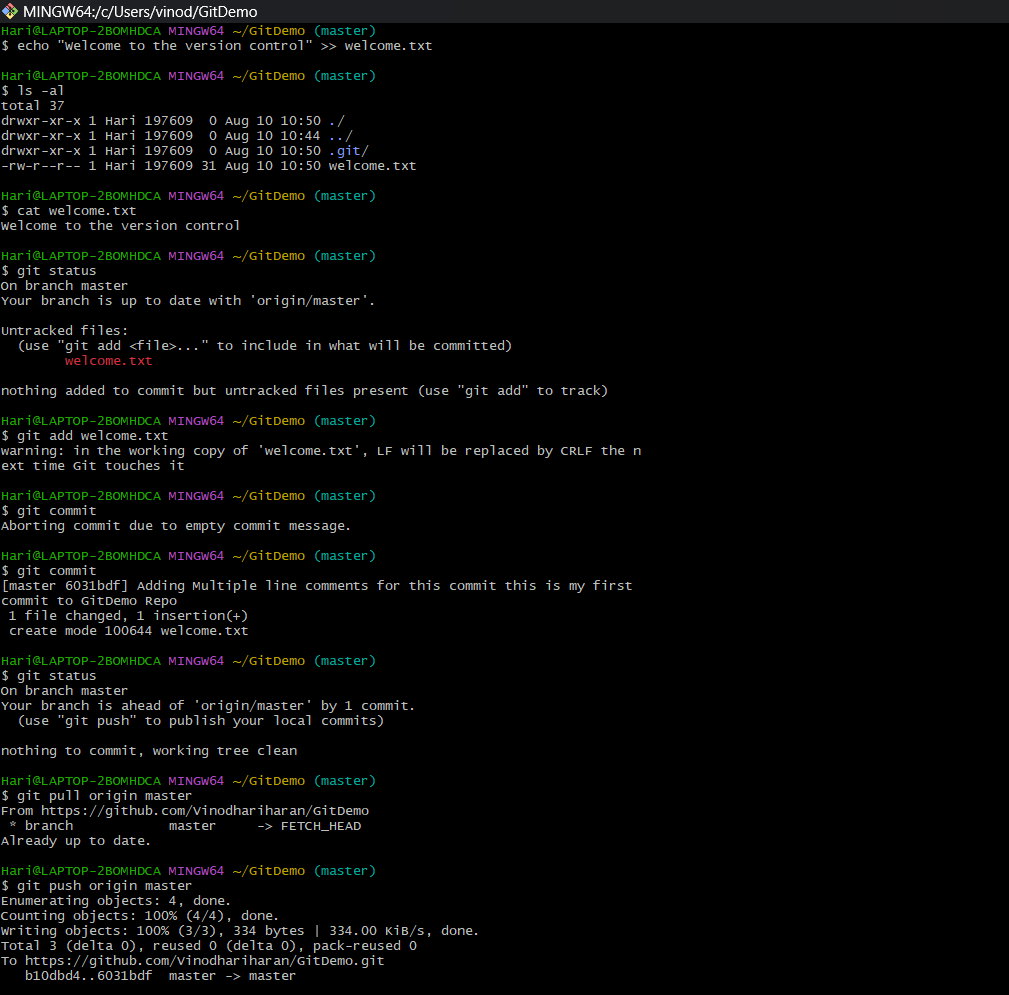 MINGW64:/c/Users/vinod/GitDemo
Hari@LAPTOP-2BOMHDCA MINGW64 ~/GitDemo (master)
$ echo "Welcome to the version control" >> welcome.txt
Hari@LAPTOP-2BOMHDCA MINGW64 ~/GitDemo (master)
$ ls -al
total 37
drwxr-xr-x 1 Hari 197609  0 Aug 10 10:50 ./
drwxr-xr-x 1 Hari 197609  0 Aug 10 10:44 ../
drwxr-xr-x 1 Hari 197609  0 Aug 10 10:50 .git/
-rw-r--r-- 1 Hari 197609 31 Aug 10 10:50 welcome.txt
Hari@LAPTOP-2BOMHDCA MINGW64 ~/GitDemo (master)
$ cat welcome.txt
Welcome to the version control
Hari@LAPTOP-2BOMHDCA MINGW64 ~/GitDemo (master)
$ git status
On branch master
Your branch is up to date with 'origin/master'.
Untracked files:
  (use "git add <file>..." to include in what will be committed)
        welcome.txt
nothing added to commit but untracked files present (use "git add" to track)
Hari@LAPTOP-2BOMHDCA MINGW64 ~/GitDemo (master)
$ git add welcome.txt
warning: in the working copy of 'welcome.txt', LF will be replaced by CRLF the n
ext time Git touches it
Hari@LAPTOP-2BOMHDCA MINGW64 ~/GitDemo (master)
$ git commit
Aborting commit due to empty commit message.
Hari@LAPTOP-2BOMHDCA MINGW64 ~/GitDemo (master)
$ git commit
[master 6031bdf] Adding Multiple line comments for this commit this is my first
commit to GitDemo Repo
 1 file changed, 1 insertion(+)
 create mode 100644 welcome.txt
Hari@LAPTOP-2BOMHDCA MINGW64 ~/GitDemo (master)
$ git status
On branch master
Your branch is ahead of 'origin/master' by 1 commit.
  (use "git push" to publish your local commits)
nothing to commit, working tree clean
Hari@LAPTOP-2BOMHDCA MINGW64 ~/GitDemo (master)
$ git pull origin master
From https://github.com/Vinodhariharan/GitDemo
 * branch            master     -> FETCH_HEAD
Already up to date.
Hari@LAPTOP-2BOMHDCA MINGW64 ~/GitDemo (master)
$ git push origin master
Enumerating objects: 4, done.
Counting objects: 100% (4/4), done.
Writing objects: 100% (3/3), 334 bytes | 334.00 KiB/s, done.
Total 3 (delta 0), reused 0 (delta 0), pack-reused 0
To https://github.com/Vinodhariharan/GitDemo.git
   b10dbd4..6031bdf  master -> master